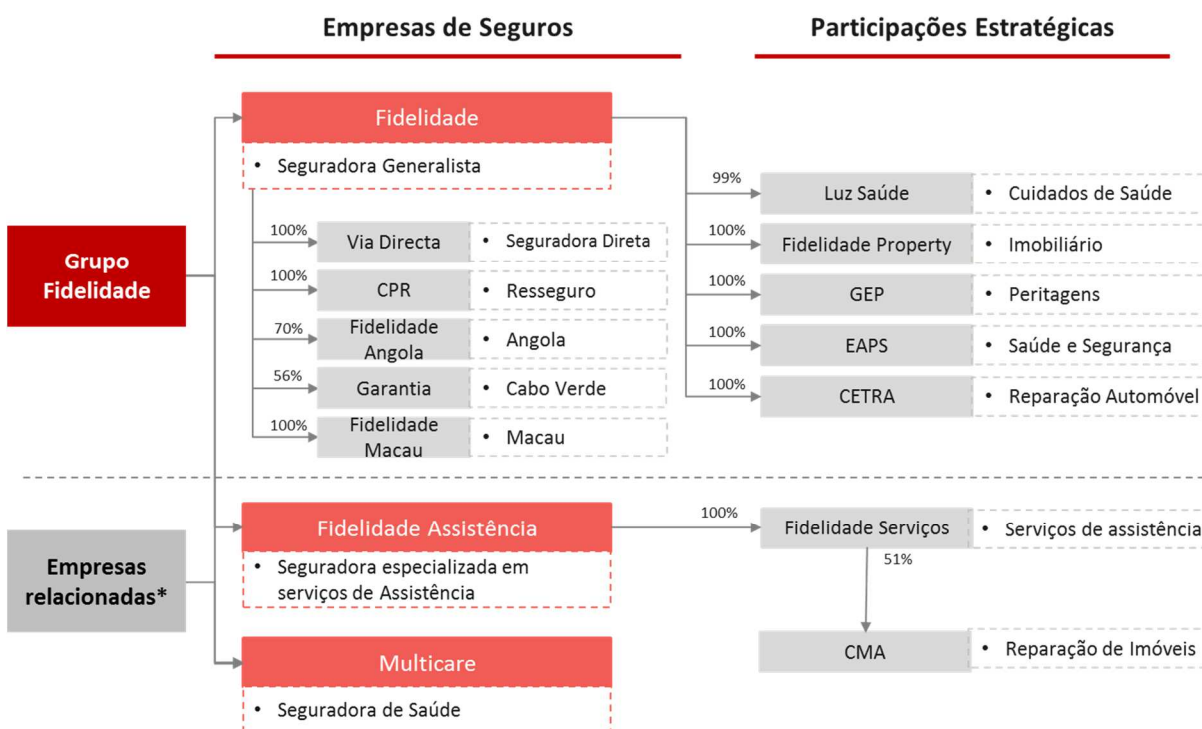 Empresas de Seguros
Participações Estratégicas
Fidelidade
• Seguradora Generalista
Grupo
Fidelidade
100%
Via Directa
• Seguradora Direta
100%
CPR
• Resseguro
70%
Fidelidade
Angola
• Angola
56%
Garantia
• Cabo Verde
100%
Fidelidade
Macau
• Macau
99%
Luz Saúde
• Cuidados de Saúde
100%
Fidelidade Property
• Imobiliário
100%
GEP
• Peritagens
100%
EAPS
• Saúde e Segurança
100%
CETRA
• Reparação Automóvel
Empresas
relacionadas*
Fidelidade Assistência
• Seguradora especializada em
serviços de Assistência
100%
Fidelidade Serviços
• Serviços de assistência
51%
CMA
• Reparação de Imóveis
Multicare
• Seguradora de Saúde